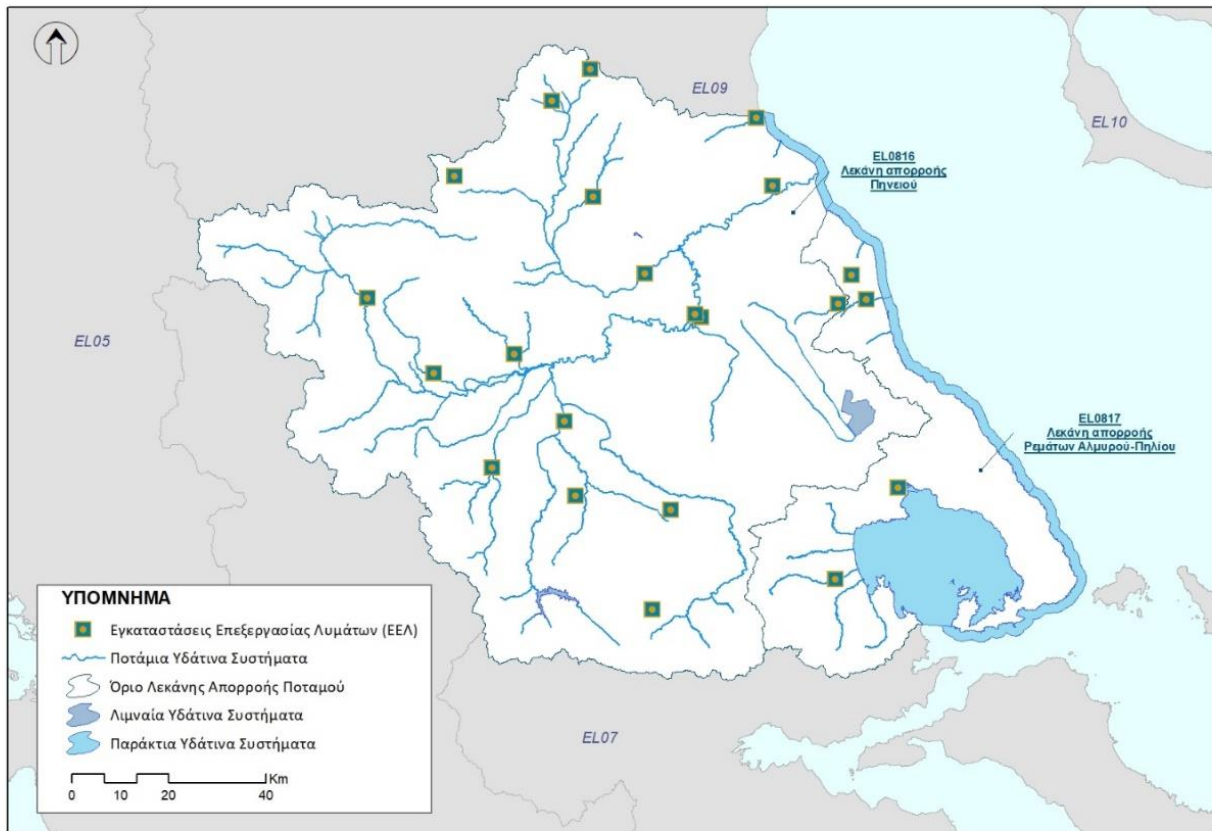 EL09
EL10
EL0816
Λεκάνη απορροής
Πηνειού
EL05
EL0817
Λεκάνη απορροής
Ρεμάτων Αλμυρού-Πηλίου
EL07
ΥΠΟΜΝΗΜΑ
Εγκαταστάσεις Επεξεργασίας Λυμάτων (ΕΕΛ)
Ποτάμια Υδάτινα Συστήματα
Όριο Λεκάνης Απορροής Ποταμού
Λιμναία Υδάτινα Συστήματα
Παράκτια Υδάτινα Συστήματα
Km
0 10 20 40